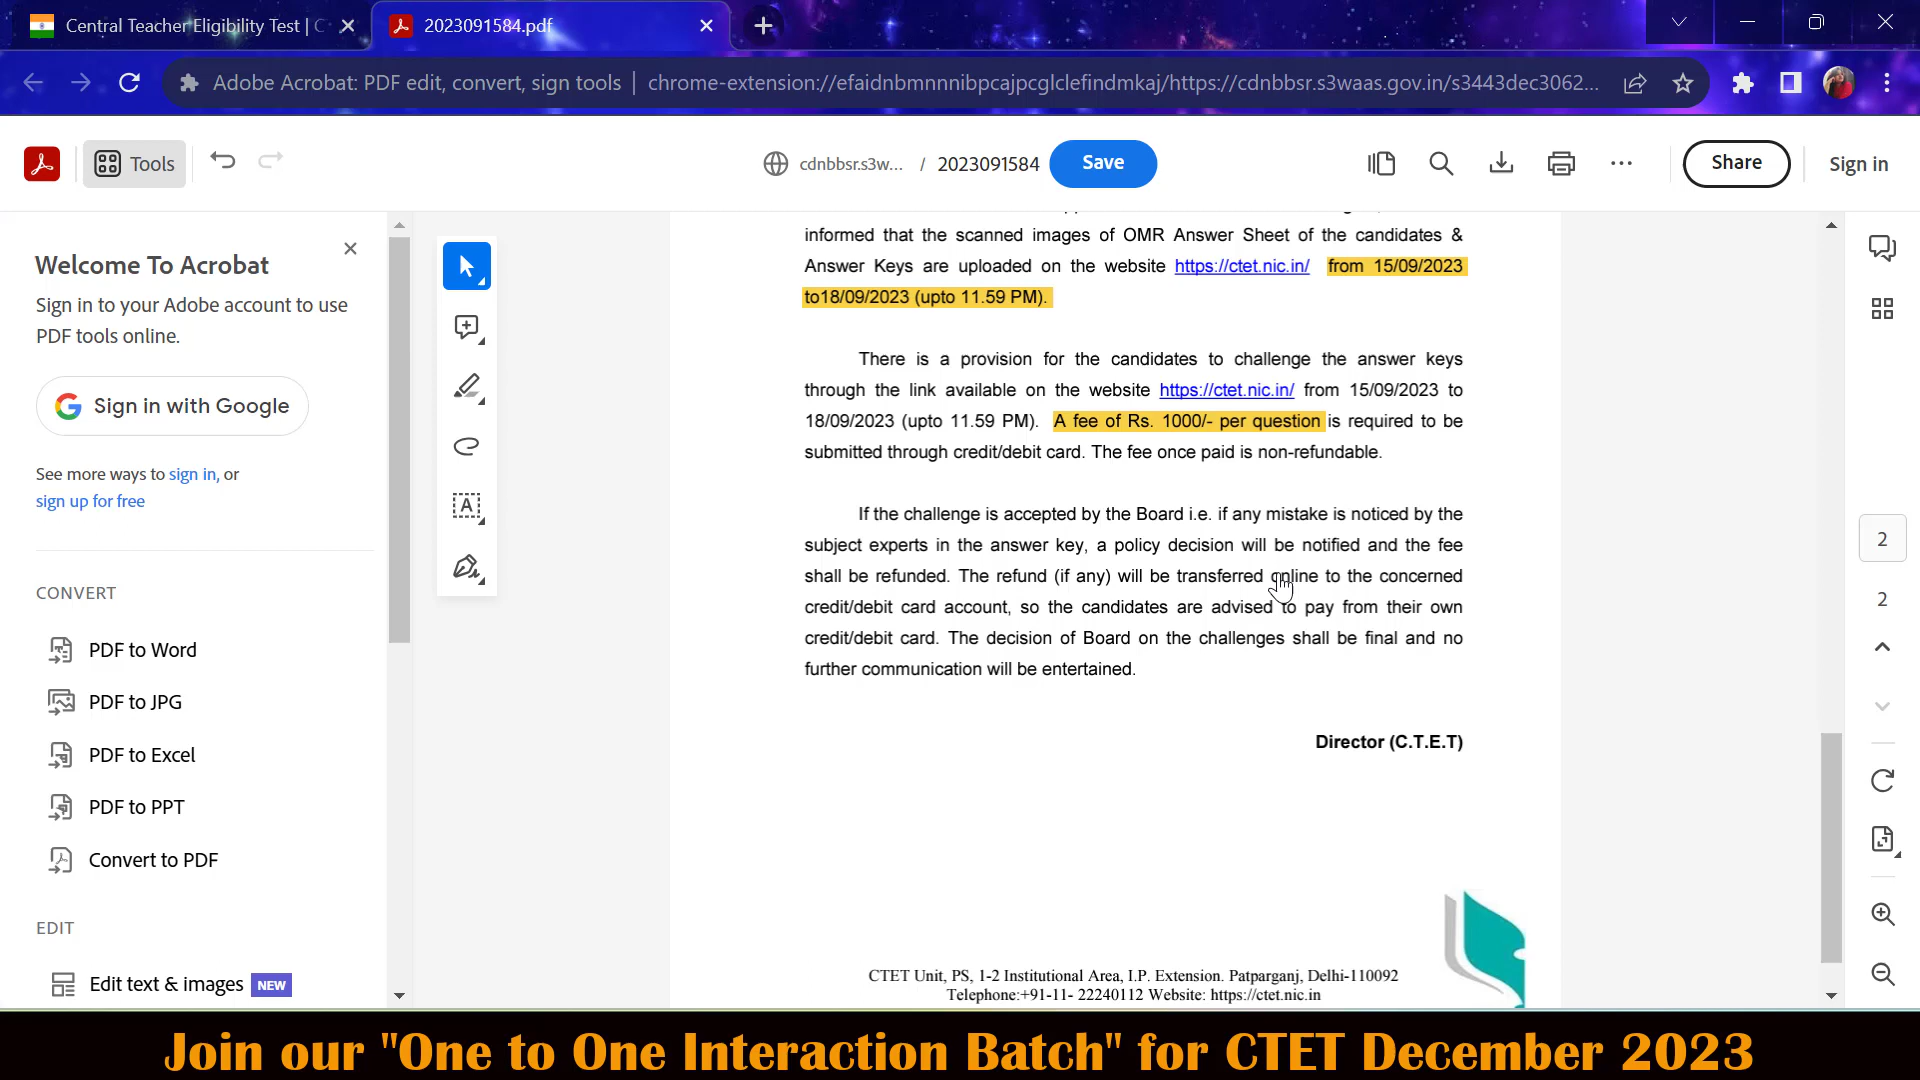 Central Teacher Eligibility Test | C
2023091584.pdf
Adobe Acrobat: PDF edit, convert, sign tools | chrome-extension://efaidnbmnnnibpcajpcglclefindmkaj/https://cdnbbsr.s3waas.gov.in/s3443dec3062...
Tools
cdnbbsr.s3w... / 2023091584
Save
Share
Sign in
Welcome To Acrobat
Sign in to your Adobe account to use
PDF tools online.
Sign in with Google
See more ways to sign in, or
sign up for free
CONVERT
PDF to Word
PDF to JPG
PDF to Excel
PDF to PPT
Convert to PDF
EDIT
Edit text & images NEW
informed that the scanned images of OMR Answer Sheet of the candidates &
Answer Keys are uploaded on the website https://ctet.nic.in/ from 15/09/2023
to18/09/2023 (upto 11.59 PM).
There is a provision for the candidates to challenge the answer keys
through the link available on the website https://ctet.nic.in/ from 15/09/2023 to
18/09/2023 (upto 11.59 PM). A fee of Rs. 1000/- per question is required to be
submitted through credit/debit card. The fee once paid is non-refundable.
If the challenge is accepted by the Board i.e. if any mistake is noticed by the
subject experts in the answer key, a policy decision will be notified and the fee
shall be refunded. The refund (if any) will be transferred online to the concerned
credit/debit card account, so the candidates are advised to pay from their own
credit/debit card. The decision of Board on the challenges shall be final and no
further communication will be entertained.
Director (C.T.E.T)
CTET Unit, PS, 1-2 Institutional Area, I.P. Extension. Patparganj, Delhi-110092
Telephone:+91-11- 22240112 Website: https://ctet.nic.in
2
2
Join our "One to One Interaction Batch" for CTET December 2023